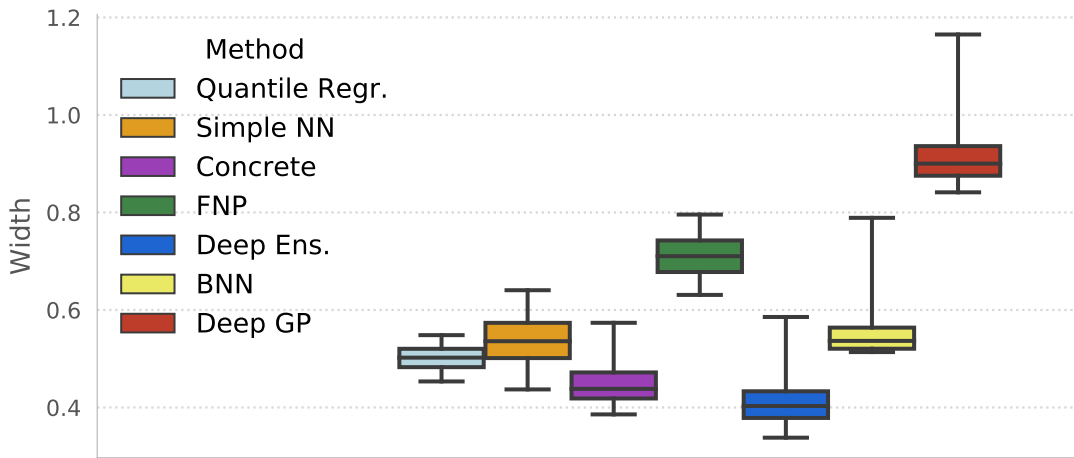 1.2
1.0
0.8
0.6
0.4
Width
Method
Quantile Regr.
Simple NN
Concrete
FNP
Deep Ens.
BNN
Deep GP